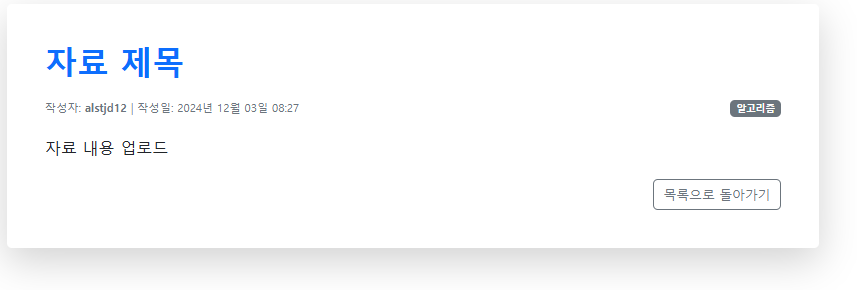 자료 제목
작성자: alstjd12 | 작성일: 2024년 12월 03일 08:27
알고리즘
자료 내용 업로드
목록으로 돌아가기